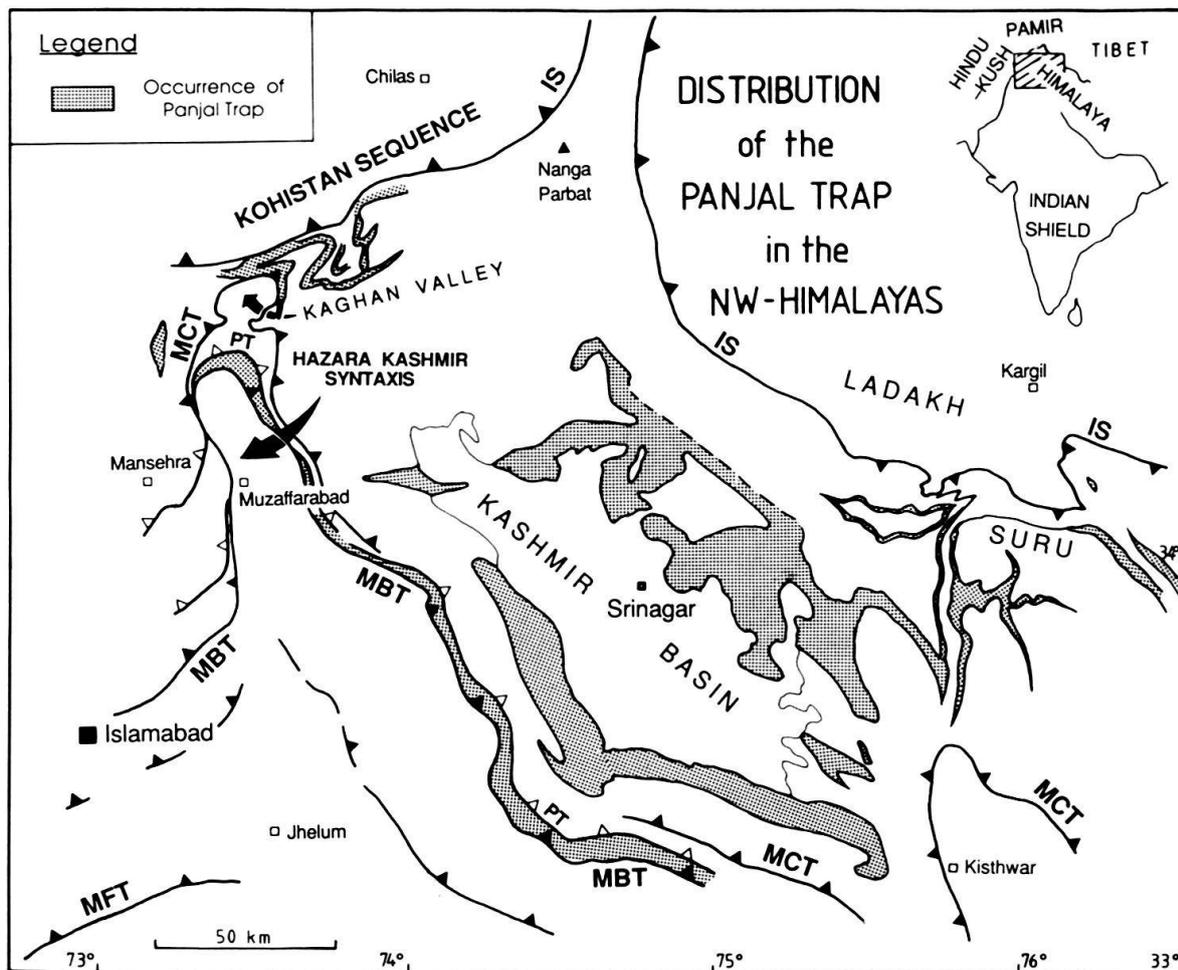 Legend
Occurrence of
Panjal Trap
Chilas
IS
KOHISTAN SEQUENCE
Nanga
Parbat
DISTRIBUTION
of the
PANJAL TRAP
in the
NW-HIMALAYAS
PAMIR
HINDU
KUSH
TIBET
HIMALAYA
INDIAN
SHIELD
KAGHAN VALLEY
MCT
PT
HAZARA KASHMIR
SYNTAXIS
IS
LADAKH
Kargil
IS
Mansehra
Muzaffarabad
KASHMIR
BASIN
Srinagar
SURU
34°
MBT
MBT
Islamabad
Jhelum
PT
MBT
MCT
MCT
Kisthwar
MFT
50 km
73°
74°
75°
76°
33°